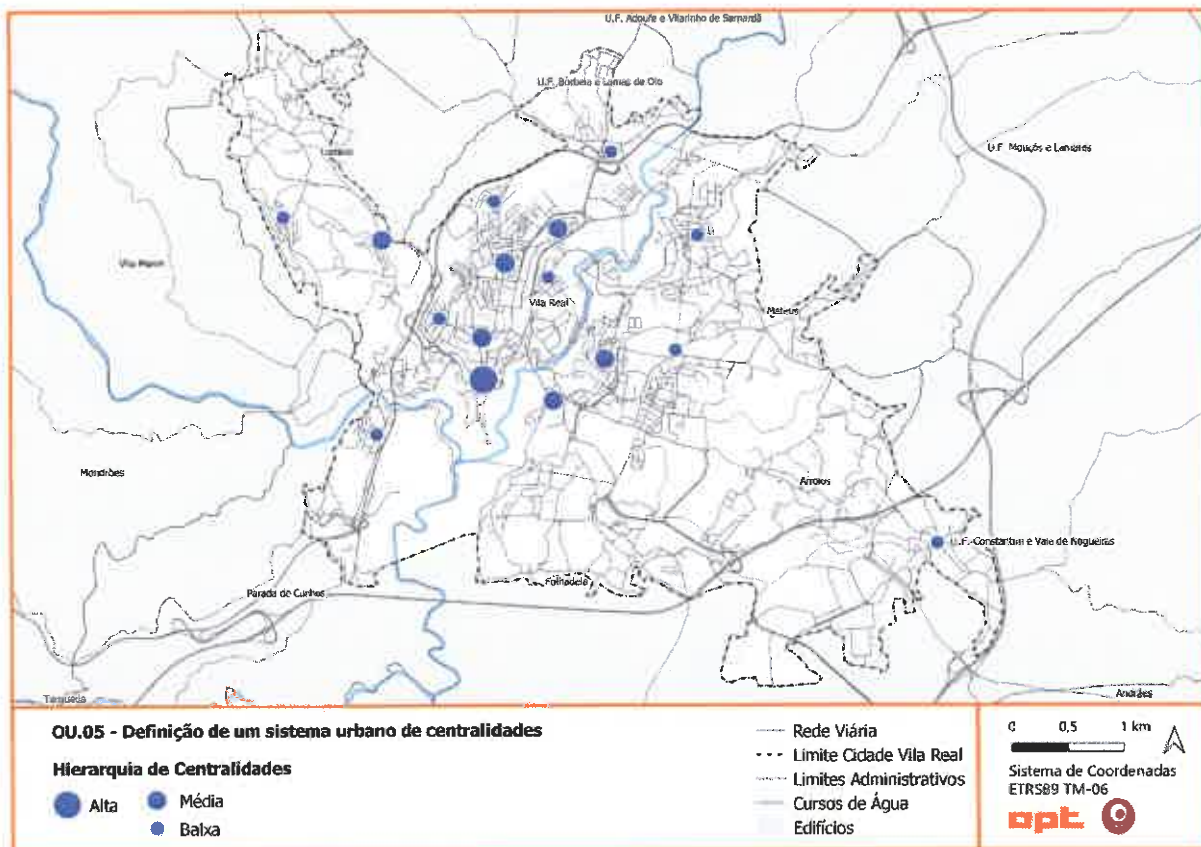 U.F. Adoufe e Vilarinho de Samardã
U.F. Borbela e Lamas de Olo
Lordelo
U.F. Mouçós e Lamares
Vila Marim
Vila Real
Mateus
Mondrões
Arroios
U.F. Constantim e Vale de Nogueiras
Folhadela
Parada de Cunhos
Torgueda
Andrães
OU.05 - Definição de um sistema urbano de centralidades
Hierarquia de Centralidades
Alta
Média
Baixa
Rede Viária
Limite Cidade Vila Real
Limites Administrativos
Cursos de Água
Edifícios
0 0,5 1 km
Sistema de Coordenadas
ETRS89 TM-06
opt